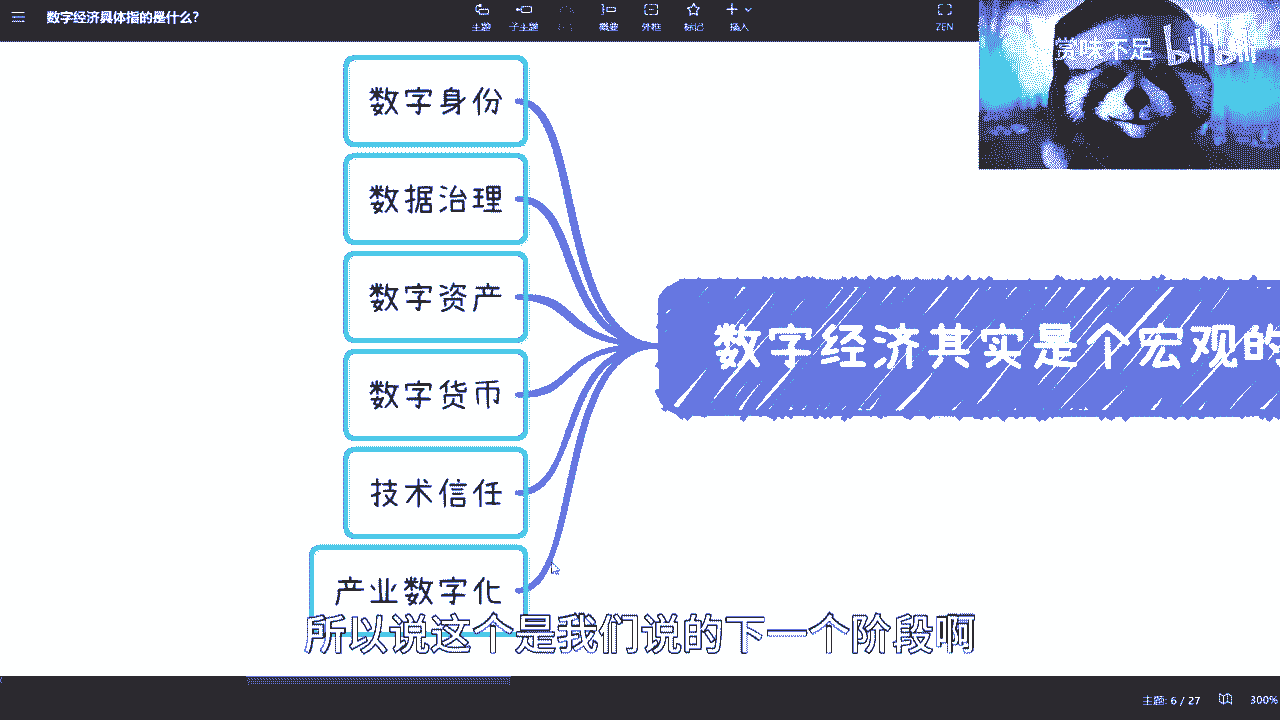 数字经济具体指的是什么?
主题
子主题
概要
外框
标记
插入
ZEN
赏味不足 bilibili
数字身份
数据治理
数字资产
数字货币
技术信任
产业数字化
数字经济其实是个宏观的
所以说这个是我们说的下一个阶段啊
主题: 6 / 27
300%